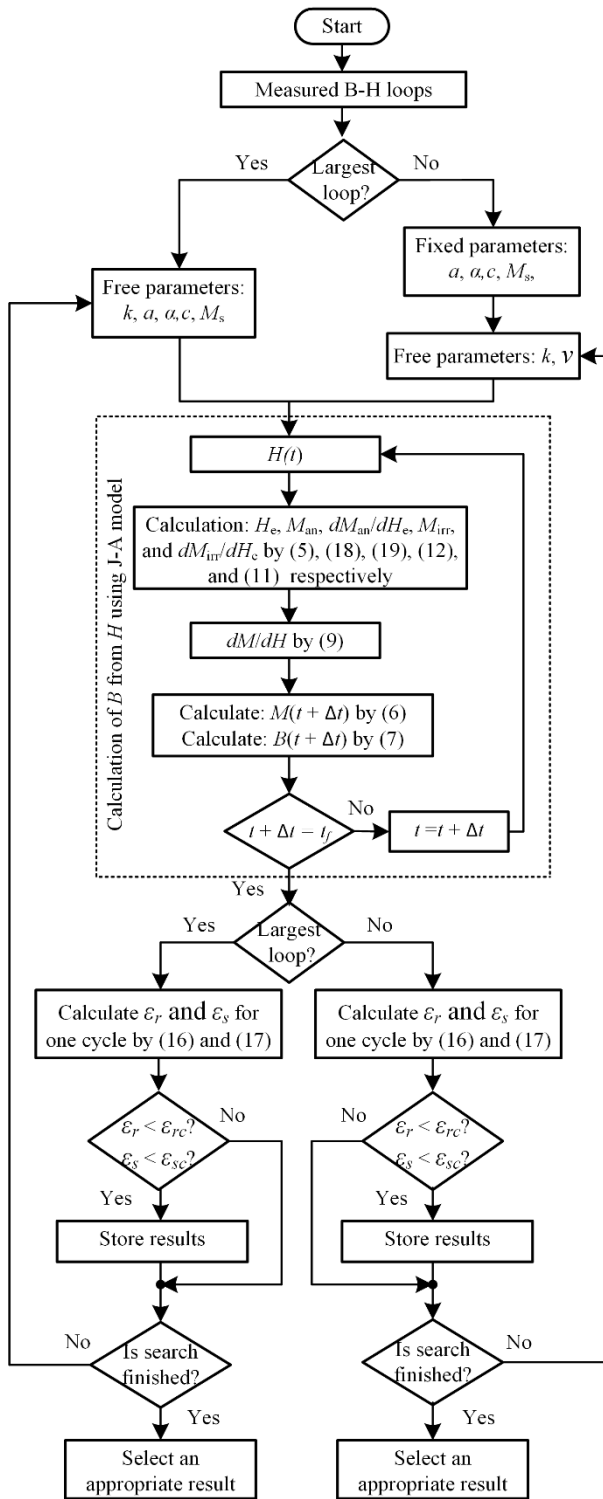 Start
Measured B-H loops
Yes
Largest
loop?
No
Fixed parameters:
a, α,c, Ms,
Free parameters:
k, a, α,c, Ms
Free parameters: k, v
Calculation of B from H using J-A model
H(t)
Calculation: He, Man, dMan/dHe, Mirr,
and dMirr/dHe by (5), (18), (19), (12),
and (11) respectively
dM/dH by (9)
Calculate: M(t + Δt) by (6)
Calculate: B(t + Δt) by (7)
t + Δt – tf
No
t =t + Δt
Yes
Yes
Largest
loop?
No
Calculate εr and εs for
one cycle by (16) and (17)
Calculate εr and εs for
one cycle by (16) and (17)
εr < εrc?
εs < εsc?
No
Yes
No
εr < εrc?
εs < εsc?
Yes
Store results
Store results
No
Is search
finished?
Yes
Is search
finished?
No
Yes
Select an
appropriate result
Select an
appropriate result